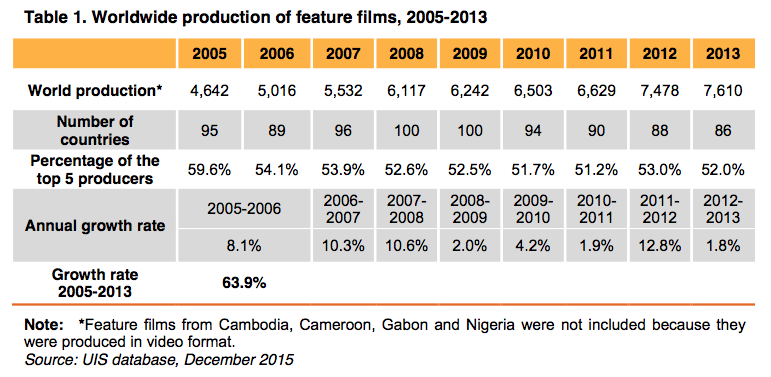 Table 1. Worldwide production of feature films, 2005-2013
2005 2006 2007 2008 2009 2010 2011 2012 2013
World production* 4,642 5,016 5,532 6,117 6,242 6,503 6,629 7,478 7,610
Number of
countries 95 89 96 100 100 94 90 88 86
Percentage of the
top 5 producers 59.6% 54.1% 53.9% 52.6% 52.5% 51.7% 51.2% 53.0% 52.0%
Annual growth rate 2005-2006 2006-2007 2007-2008 2008-2009 2009-2010 2010-2011 2011-2012 2012-2013
8.1% 10.3% 10.6% 2.0% 4.2% 1.9% 12.8% 1.8%
Growth rate
2005-2013 63.9%
Note: *Feature films from Cambodia, Cameroon, Gabon and Nigeria were not included because they
were produced in video format.
Source: UIS database, December 2015